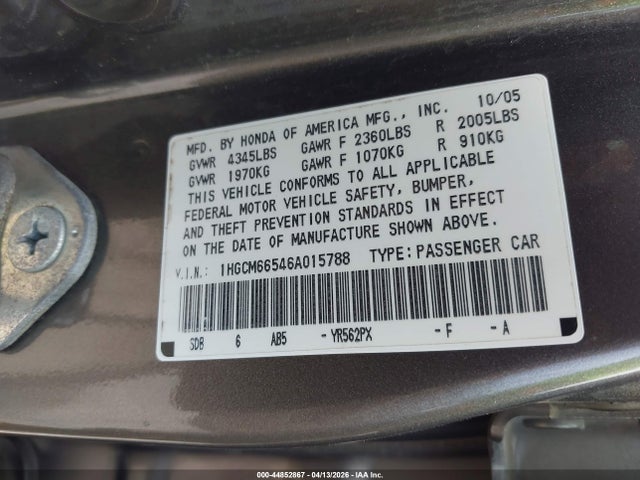 MFD. BY HONDA OF AMERICA MFG., INC. 10/05
GVWR 4345LBS GAWR F 2360LBS R 2005LBS
GVWR 1970KG GAWR F 1070KG R 910KG
THIS VEHICLE CONFORMS TO ALL APPLICABLE
FEDERAL MOTOR VEHICLE SAFETY, BUMPER,
AND THEFT PREVENTION STANDARDS IN EFFECT
ON THE DATE OF MANUFACTURE SHOWN ABOVE.
V.I.N.: 1HGCM66546A015788 TYPE: PASSENGER CAR
SDB 6 AB5 -YR562PX -F -A
000-44852867 - 04/13/2026 - IAA Inc.